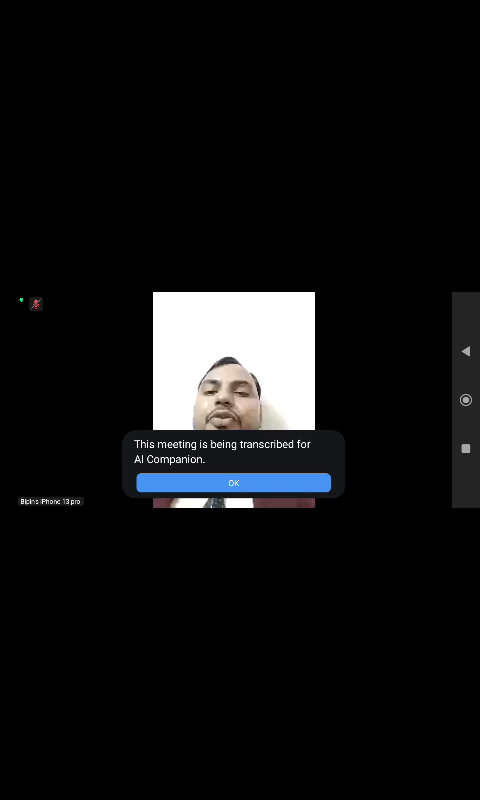 This meeting is being transcribed for
AI Companion.
OK
Bipin's iPhone 13 pro